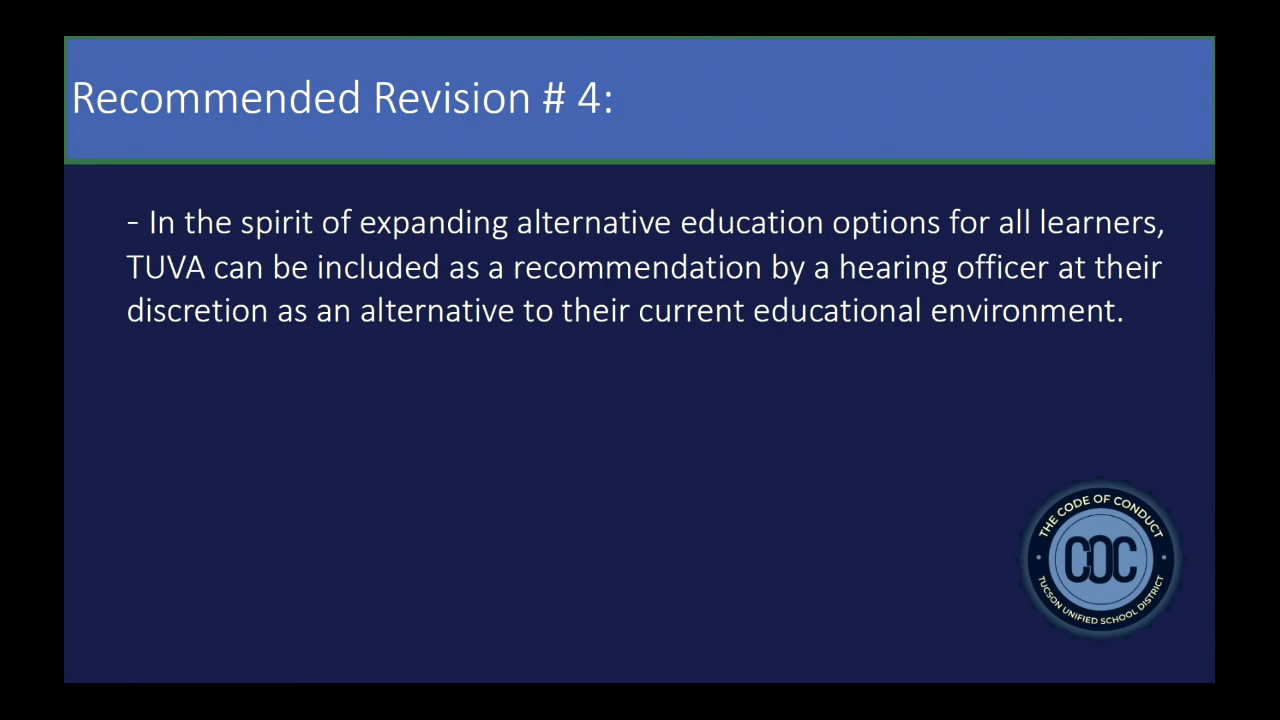 Recommended Revision # 4:
- In the spirit of expanding alternative education options for all learners,
TUVA can be included as a recommendation by a hearing officer at their
discretion as an alternative to their current educational environment.
THE CODE OF CONDUCT
COC
TUCSON UNIFIED SCHOOL DISTRICT